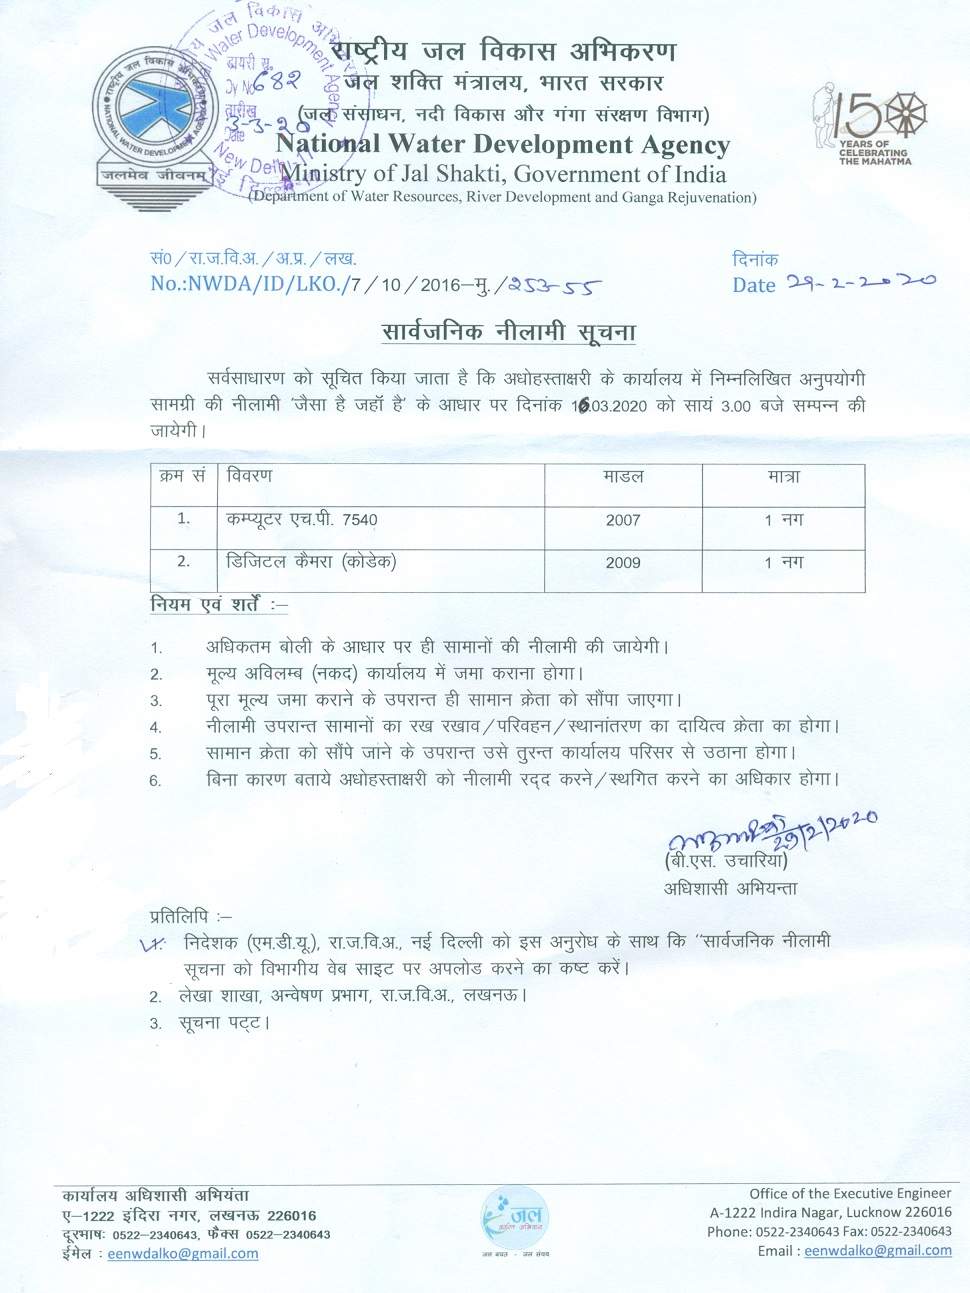 राष्ट्रीय जल विकास अभिकरण
जल शक्ति मंत्रालय, भारत सरकार
(जल संसाधन, नदी विकास और गंगा संरक्षण विभाग)
National Water Development Agency
Ministry of Jal Shakti, Government of India
(Department of Water Resources, River Development and Ganga Rejuvenation)
राष्ट्रीय जल विकास अभिकरण
NATIONAL WATER DEVELOPMENT AGENCY
जलमेव जीवनम्
जल विकास
Water Development Agency
डायरी सं.
Dy No 682
तारीख
3-3-20
Date
New Delhi
नई दिल्ली
150
YEARS OF
CELEBRATING
THE MAHATMA
सं0/रा.ज.वि.अ./अ.प्र./लख.
दिनांक
No.:NWDA/ID/LKO./7/10/2016–मु./253-55
Date 29-2-2020
सार्वजनिक नीलामी सूचना
सर्वसाधारण को सूचित किया जाता है कि अधोहस्ताक्षरी के कार्यालय में निम्नलिखित अनुपयोगी
सामग्री की नीलामी 'जैसा है जहाँ है' के आधार पर दिनांक 16.03.2020 को सायं 3.00 बजे सम्पन्न की
जायेगी।
क्रम सं विवरण माडल मात्रा
1. कम्प्यूटर एच.पी. 7540 2007 1 नग
2. डिजिटल कैमरा (कोडेक) 2009 1 नग
नियम एवं शर्तें :–
1. अधिकतम बोली के आधार पर ही सामानों की नीलामी की जायेगी।
2. मूल्य अविलम्ब (नकद) कार्यालय में जमा कराना होगा।
3. पूरा मूल्य जमा कराने के उपरान्त ही सामान क्रेता को सौंपा जाएगा।
4. नीलामी उपरान्त सामानों का रख रखाव/परिवहन/स्थानांतरण का दायित्व क्रेता का होगा।
5. सामान क्रेता को सौंपे जांने के उपरान्त उसे तुरन्त कार्यालय परिसर से उठाना होगा।
6. बिना कारण बताये अधोहस्ताक्षरी को नीलामी रद्द करने/स्थगित करने का अधिकार होगा।
29/2/2020
(बी.एस. उचारिया)
अधिशासी अभियन्ता
प्रतिलिपि :–
1. निदेशक (एम.डी.यू.), रा.ज.वि.अ., नई दिल्ली को इस अनुरोध के साथ कि "सार्वजनिक नीलामी
सूचना को विभागीय वेब साइट पर अपलोड करने का कष्ट करें।
2. लेखा शाखा, अन्वेषण प्रभाग, रा.ज.वि.अ., लखनऊ।
3. सूचना पट्ट।
कार्यालय अधिशासी अभियंता
ए–1222 इंदिरा नगर, लखनऊ 226016
दूरभाषः 0522–2340643, फैक्स 0522–2340643
ईमेल : eenwdalko@gmail.com
जल
जल बचत - जल संचय
Office of the Executive Engineer
A-1222 Indira Nagar, Lucknow 226016
Phone: 0522-2340643 Fax: 0522-2340643
Email : eenwdalko@gmail.com